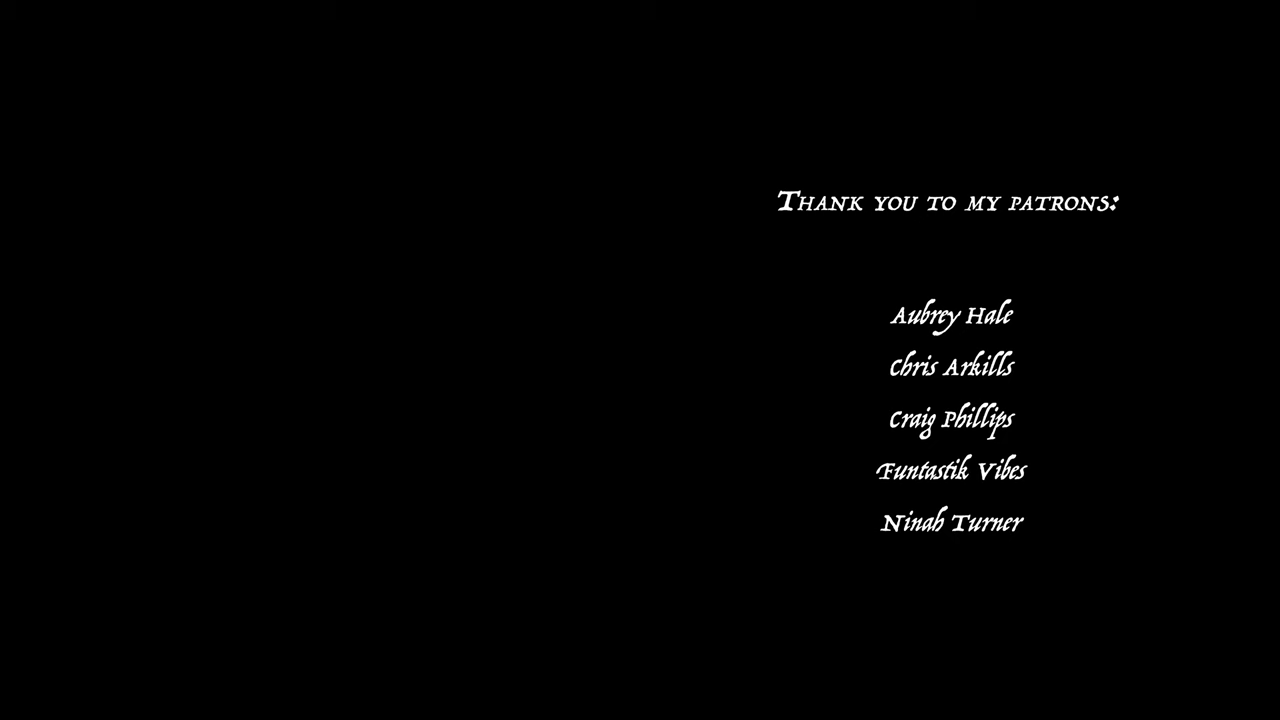 Thank you to my patrons:
Aubrey Hale
Chris Arkills
Craig Phillips
Funtastik Vibes
Ninah Turner